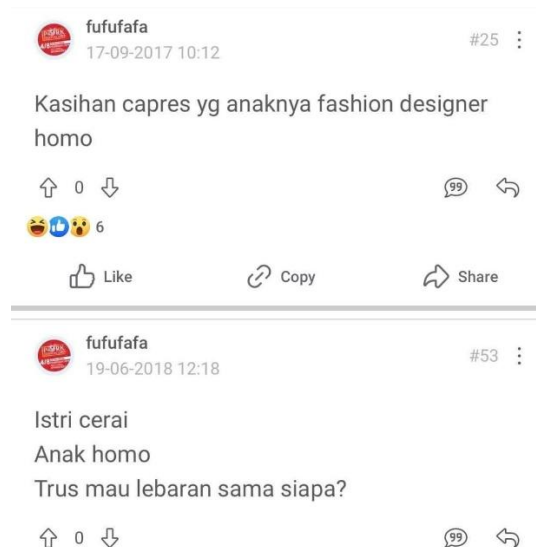 fufufafa
17-09-2017 10:12
#25
Kasihan capres yg anaknya fashion designer
homo
0
99
6
Like
Copy
Share
fufufafa
19-06-2018 12:18
#53
Istri cerai
Anak homo
Trus mau lebaran sama siapa?
0
99